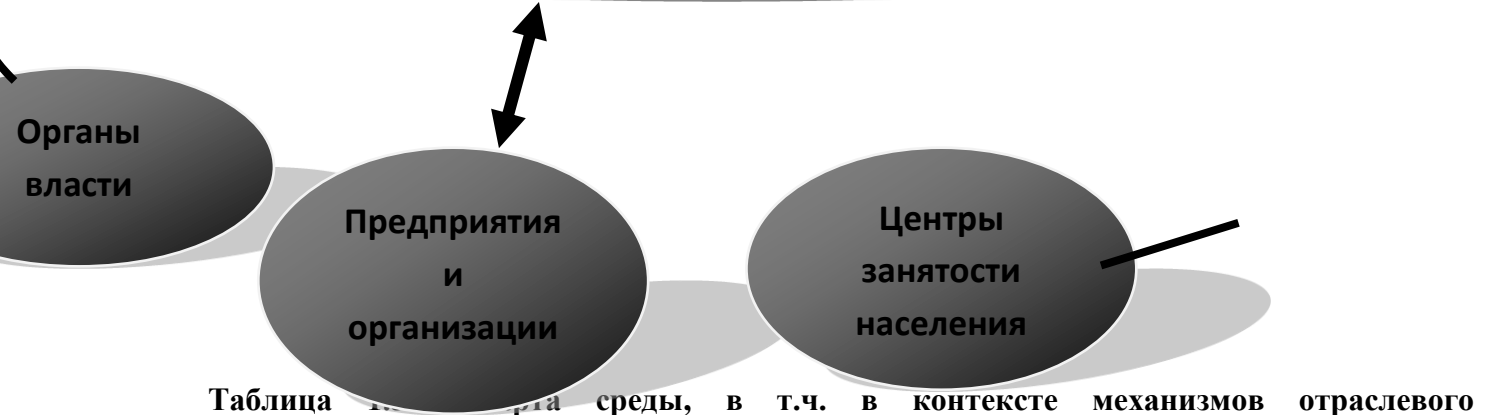 Органы
власти
Предприятия
и
организации
Центры
занятости
населения
Таблица среды, в т.ч. в контексте механизмов отраслевого